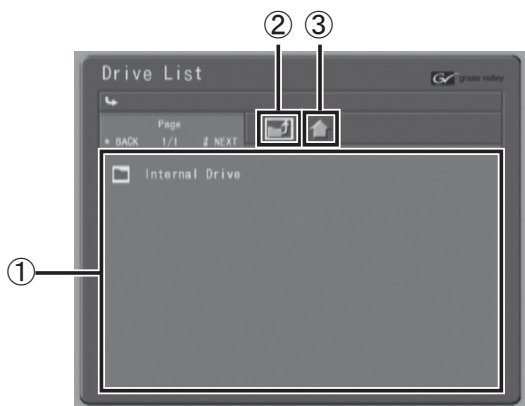 ② ③
Drive List
grass valley
Page
* BACK 1/1 # NEXT
Internal Drive
①